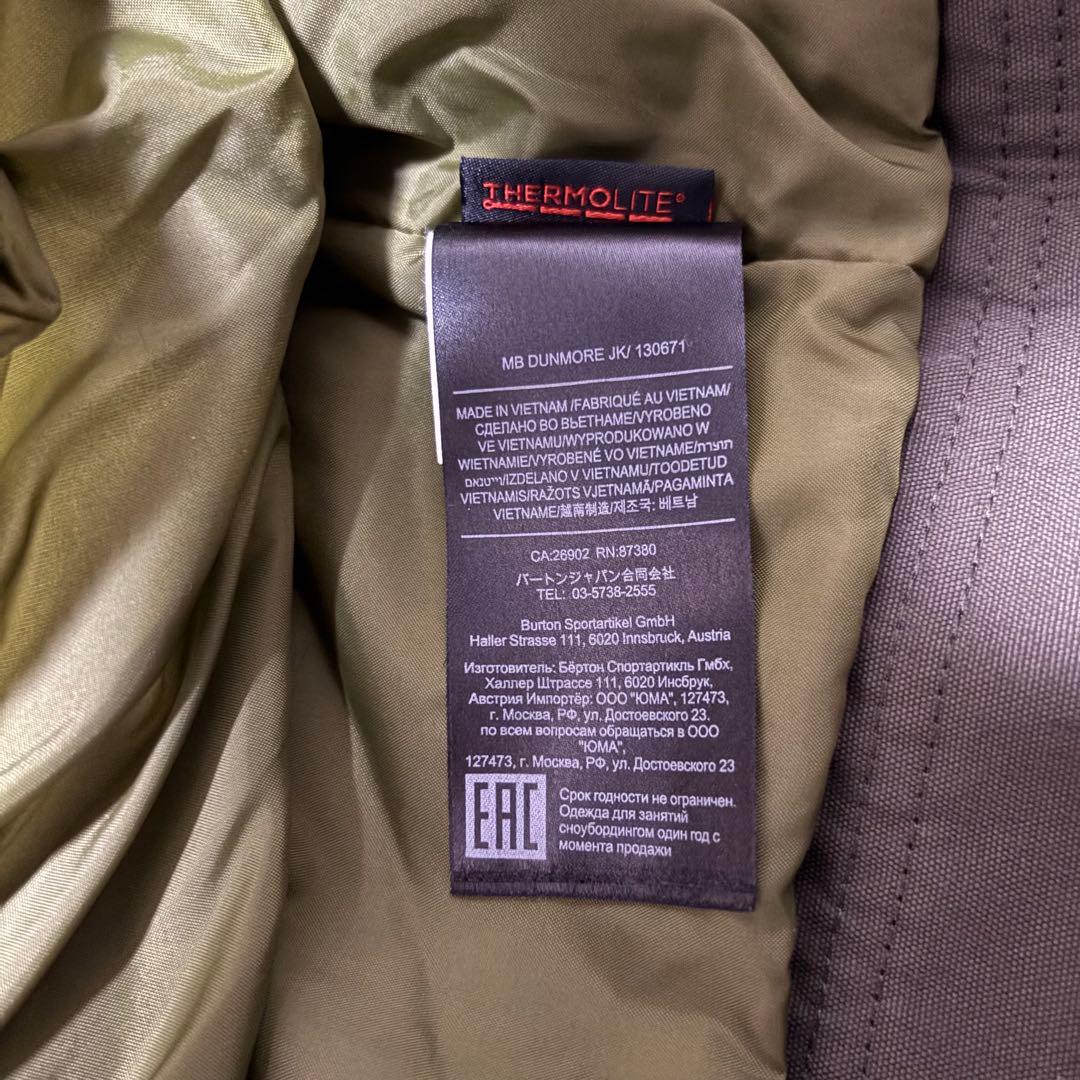 THERMOLITE®
MB DUNMORE JK/ 130671
MADE IN VIETNAM /FABRIQUÉ AU VIETNAM/
СДЕЛАНО ВО ВЬЕТНАМЕ/VYROBENO
VE VIETNAMU/WYPRODUKOWANO W
WIETNAMIE/VYROBENÉ VO VIETNAME/תוצרת
וייטנאם/IZDELANO V VIETNAMU/TOODETUD
VIETNAMIS/RAŽOTS VJETNAMĀ/PAGAMINTA
VIETNAME/越南制造/제조국: 베트남
CA:26902 RN:87380
バートンジャパン合同会社
TEL: 03-5738-2555
Burton Sportartikel GmbH
Haller Strasse 111, 6020 Innsbruck, Austria
Изготовитель: Бёртон Спортартикль Гмбх,
Халлер Штрассе 111, 6020 Инсбрук,
Австрия Импортёр: ООО "ЮМА", 127473,
г. Москва, РФ, ул. Достоевского 23.
по всем вопросам обращаться в ООО
"ЮМА",
127473, г. Москва, РФ, ул. Достоевского 23
EAC
Срок годности не ограничен.
Одежда для занятий
сноубордингом один год с
момента продажи